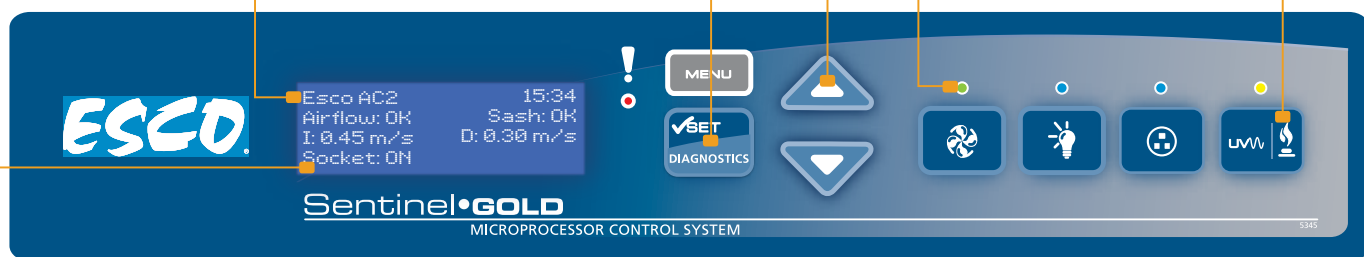 ESCO
Esco AC2 15:34
Airflow: OK Sash: OK
I: 0.45 m/s D: 0.30 m/s
Socket: ON
!
MENU
✓SET
DIAGNOSTICS
UV
Sentinel•GOLD
MICROPROCESSOR CONTROL SYSTEM